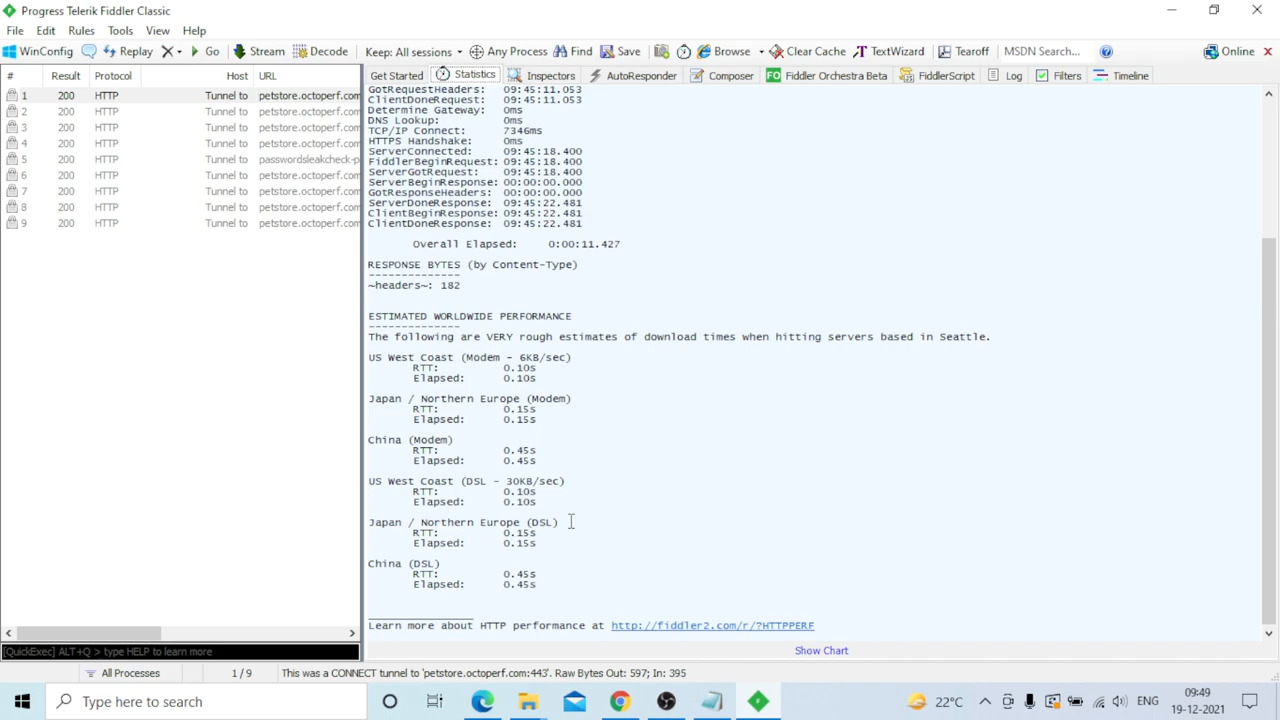 Progress Telerik Fiddler Classic
File Edit Rules Tools View Help
WinConfig Replay Go Stream Decode Keep: All sessions Any Process Find Save Browse Clear Cache TextWizard Tearoff MSDN Search... Online
# Result Protocol Host URL
Get Started Statistics Inspectors AutoResponder Composer FO Fiddler Orchestra Beta FiddlerScript Log Filters Timeline
1 200 HTTP Tunnel to petstore.octoperf.com
2 200 HTTP Tunnel to petstore.octoperf.com
3 200 HTTP Tunnel to petstore.octoperf.com
4 200 HTTP Tunnel to petstore.octoperf.com
5 200 HTTP Tunnel to passwordsleakcheck-p
6 200 HTTP Tunnel to petstore.octoperf.com
7 200 HTTP Tunnel to petstore.octoperf.com
8 200 HTTP Tunnel to petstore.octoperf.com
9 200 HTTP Tunnel to petstore.octoperf.com
GotRequestHeaders: 09:45:11.053
ClientDoneRequest: 09:45:11.053
Determine Gateway: 0ms
DNS Lookup: 0ms
TCP/IP Connect: 7346ms
HTTPS Handshake: 0ms
ServerConnected: 09:45:18.400
FiddlerBeginRequest: 09:45:18.400
ServerGotRequest: 09:45:18.400
ServerBeginResponse: 00:00:00.000
GotResponseHeaders: 00:00:00.000
ServerDoneResponse: 09:45:22.481
ClientBeginResponse: 09:45:22.481
ClientDoneResponse: 09:45:22.481
Overall Elapsed: 0:00:11.427
RESPONSE BYTES (by Content-Type)
--------------
~headers~: 182
ESTIMATED WORLDWIDE PERFORMANCE
--------------
The following are VERY rough estimates of download times when hitting servers based in Seattle.
US West Coast (Modem - 6KB/sec)
RTT: 0.10s
Elapsed: 0.10s
Japan / Northern Europe (Modem)
RTT: 0.15s
Elapsed: 0.15s
China (Modem)
RTT: 0.45s
Elapsed: 0.45s
US West Coast (DSL - 30KB/sec)
RTT: 0.10s
Elapsed: 0.10s
Japan / Northern Europe (DSL)
RTT: 0.15s
Elapsed: 0.15s
China (DSL)
RTT: 0.45s
Elapsed: 0.45s
________________
Learn more about HTTP performance at http://fiddler2.com/r/?HTTPPERF
Show Chart
[QuickExec] ALT+Q > type HELP to learn more
All Processes 1 / 9 This was a CONNECT tunnel to 'petstore.octoperf.com:443'. Raw Bytes Out: 597; In: 395
Type here to search 22°C ENG 09:49
19-12-2021